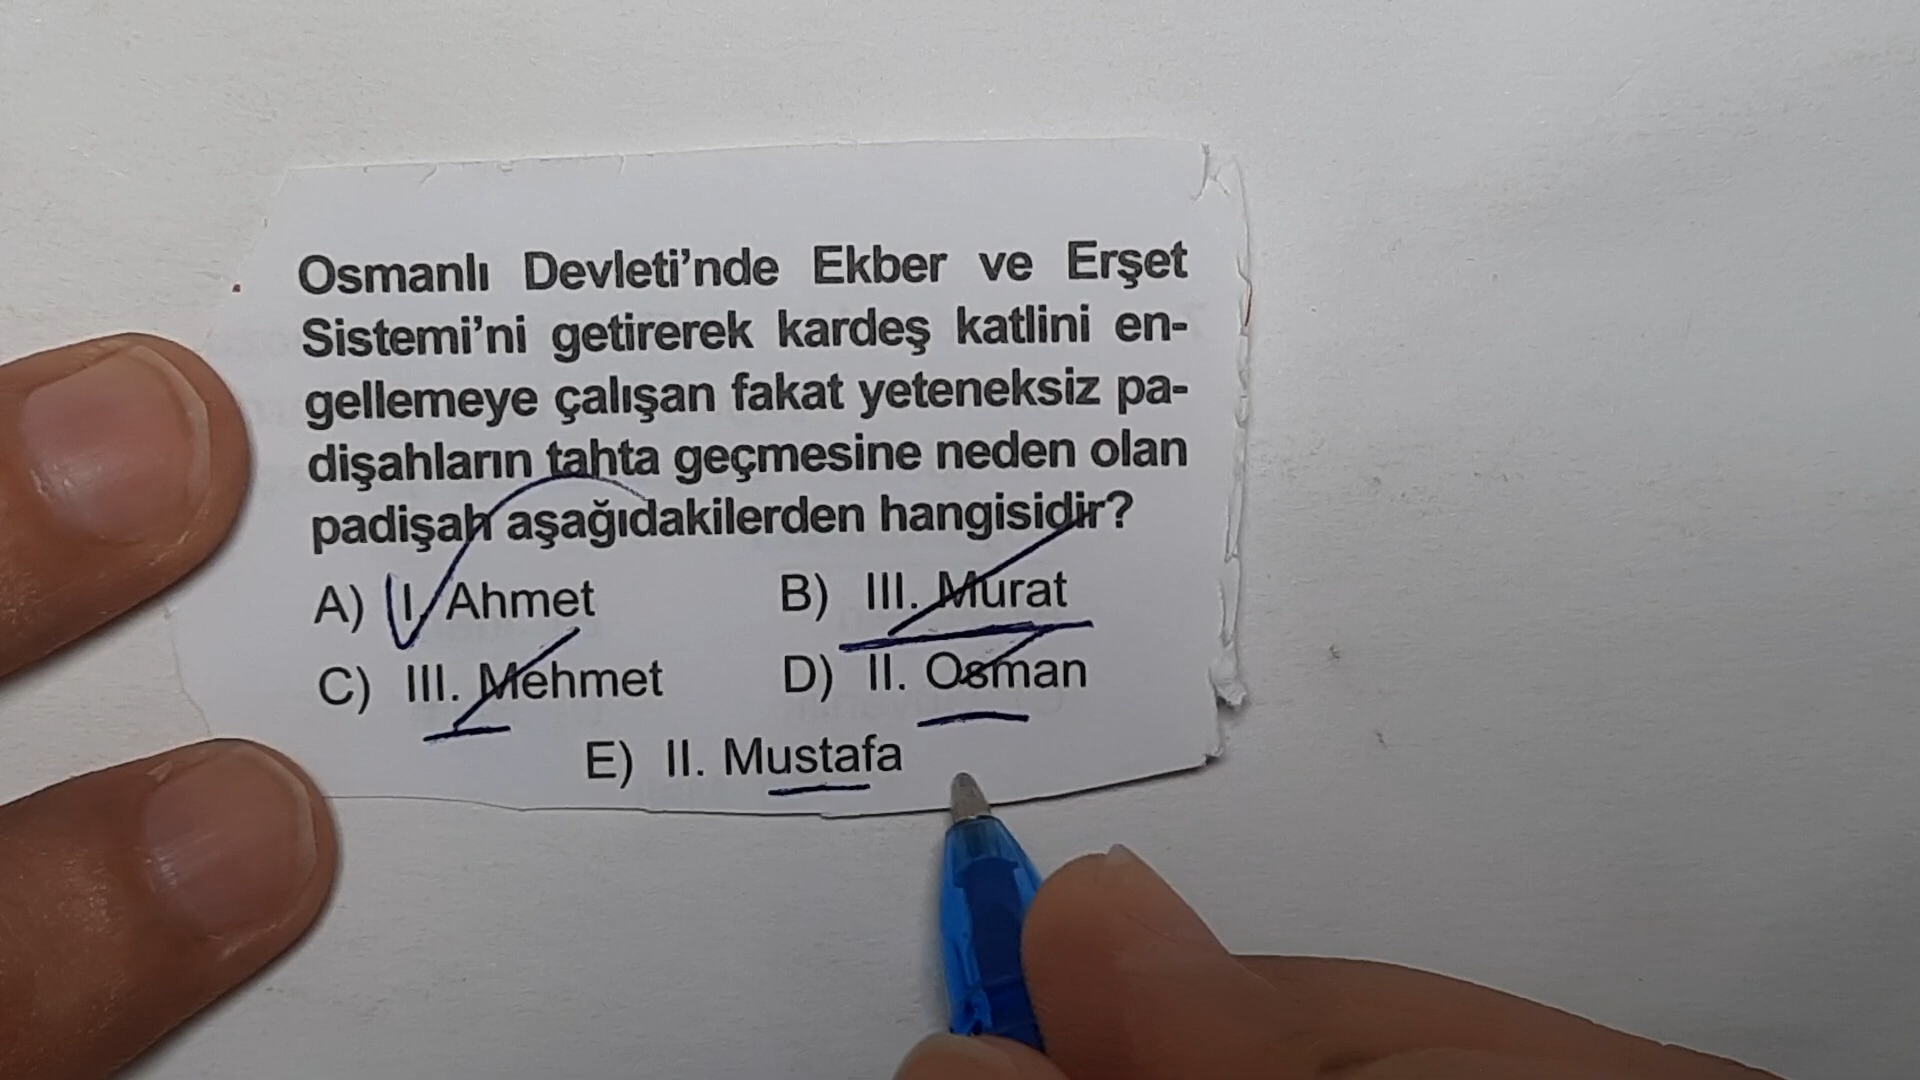 Osmanlı Devleti’nde Ekber ve Erşet
Sistemi’ni getirerek kardeş katlini en-
gellemeye çalışan fakat yeteneksiz pa-
dişahların tahta geçmesine neden olan
padişah aşağıdakilerden hangisidir?
A) I. Ahmet B) III. Murat
C) III. Mehmet D) II. Osman
E) II. Mustafa